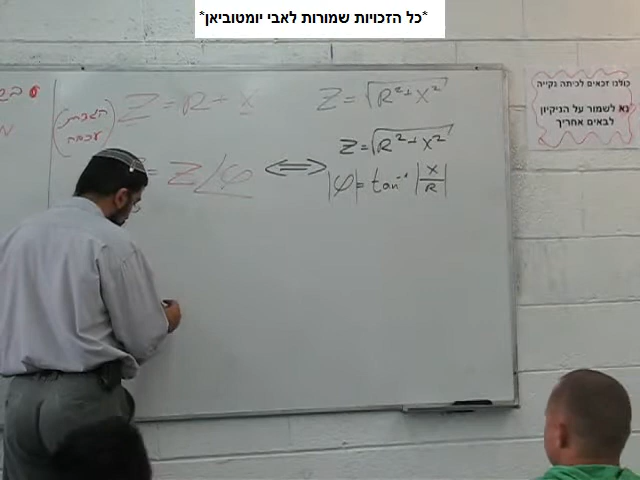 *כל הזכויות שמורות לאבי יומטוביאן*
כולנו זכאים לכיתה נקייה
נא לשמור על הניקיון
לבאים אחריך
Z = R + X
Z = √R² + X²
Z = √R² + X²
= Z ∠φ ⇔ |φ| = tan⁻¹ |X/R|